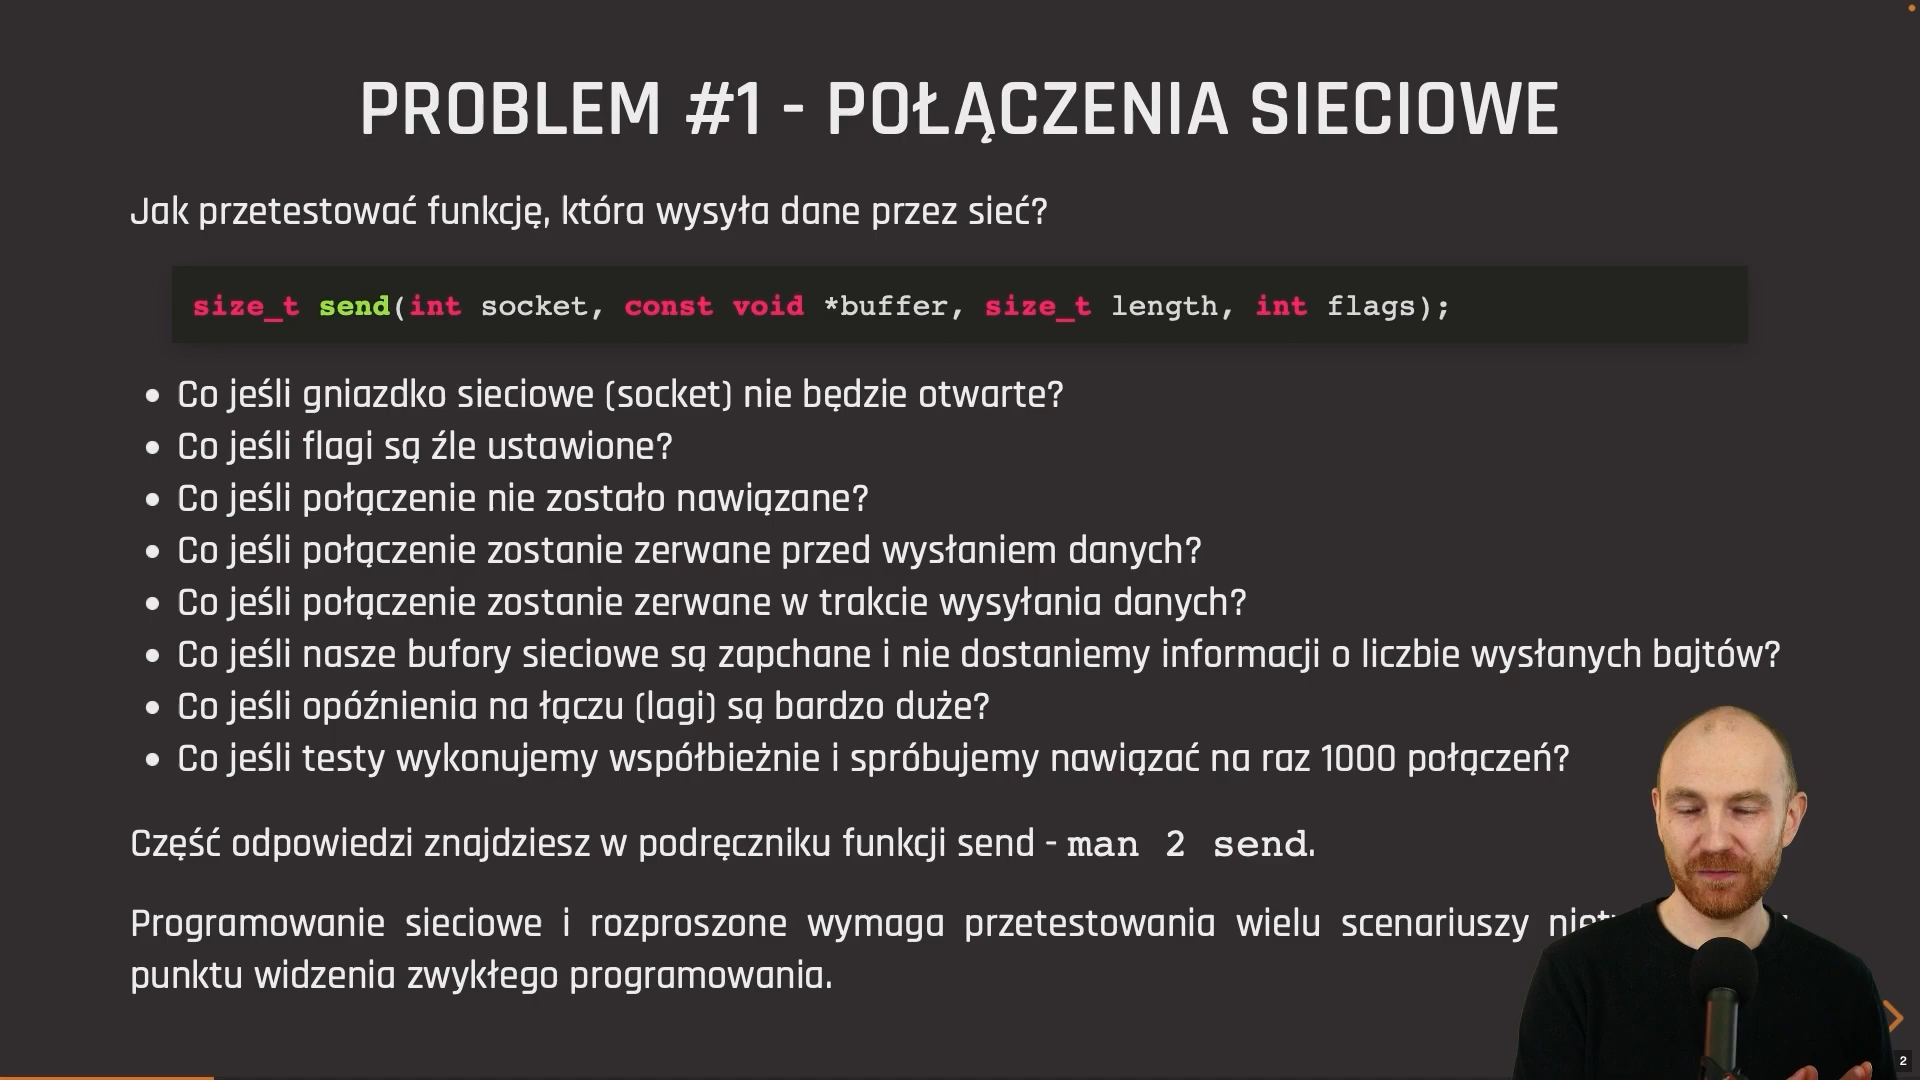 PROBLEM #1 - POŁĄCZENIA SIECIOWE
Jak przetestować funkcję, która wysyła dane przez sieć?
size_t send(int socket, const void *buffer, size_t length, int flags);
Co jeśli gniazdko sieciowe (socket) nie będzie otwarte?
Co jeśli flagi są źle ustawione?
Co jeśli połączenie nie zostało nawiązane?
Co jeśli połączenie zostanie zerwane przed wysłaniem danych?
Co jeśli połączenie zostanie zerwane w trakcie wysyłania danych?
Co jeśli nasze bufory sieciowe są zapchane i nie dostaniemy informacji o liczbie wysłanych bajtów?
Co jeśli opóźnienia na łączu (lagi) są bardzo duże?
Co jeśli testy wykonujemy współbieżnie i spróbujemy nawiązać na raz 1000 połączeń?
Część odpowiedzi znajdziesz w podręczniku funkcji send - man 2 send.
Programowanie sieciowe i rozproszone wymaga przetestowania wielu scenariuszy
punktu widzenia zwykłego programowania.
2